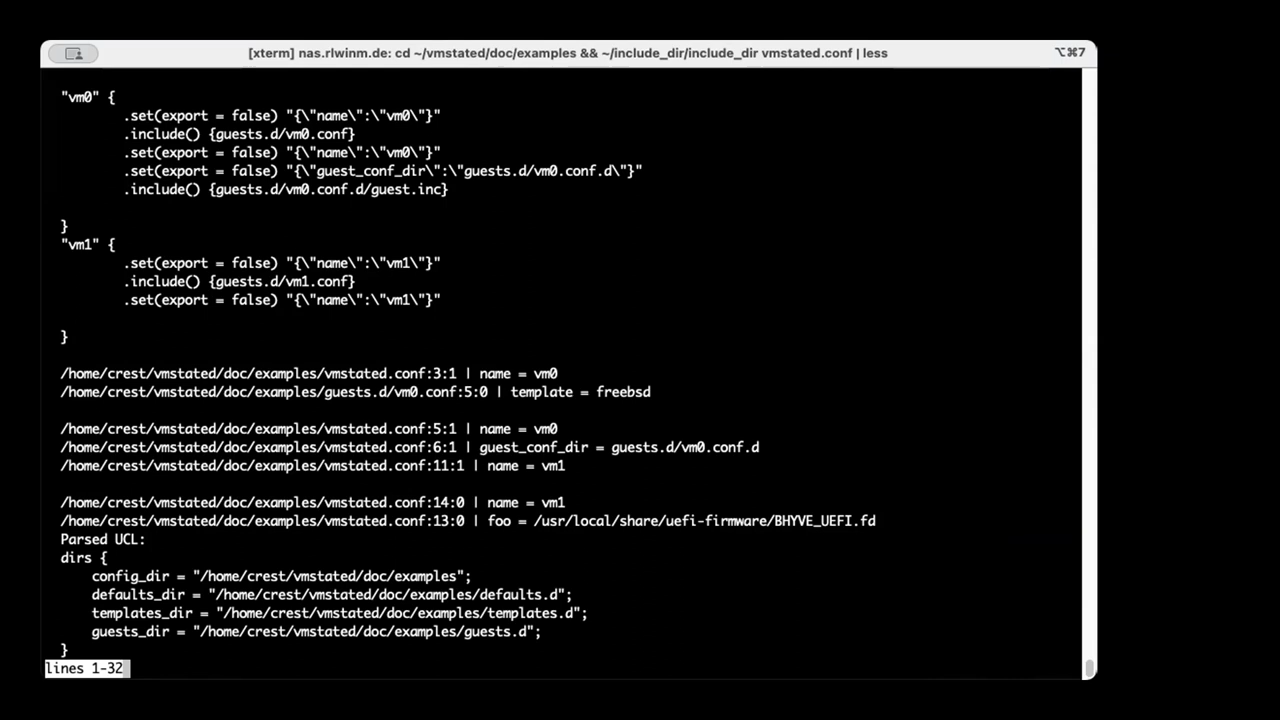 [xterm] nas.rlwinm.de: cd ~/vmstated/doc/examples && ~/include_dir/include_dir vmstated.conf | less
⌥⌘7
"vm0" {
        .set(export = false) "{\"name\":\"vm0\"}"
        .include() {guests.d/vm0.conf}
        .set(export = false) "{\"name\":\"vm0\"}"
        .set(export = false) "{\"guest_conf_dir\":\"guests.d/vm0.conf.d\"}"
        .include() {guests.d/vm0.conf.d/guest.inc}
}
"vm1" {
        .set(export = false) "{\"name\":\"vm1\"}"
        .include() {guests.d/vm1.conf}
        .set(export = false) "{\"name\":\"vm1\"}"
}
/home/crest/vmstated/doc/examples/vmstated.conf:3:1 | name = vm0
/home/crest/vmstated/doc/examples/guests.d/vm0.conf:5:0 | template = freebsd
/home/crest/vmstated/doc/examples/vmstated.conf:5:1 | name = vm0
/home/crest/vmstated/doc/examples/vmstated.conf:6:1 | guest_conf_dir = guests.d/vm0.conf.d
/home/crest/vmstated/doc/examples/vmstated.conf:11:1 | name = vm1
/home/crest/vmstated/doc/examples/vmstated.conf:14:0 | name = vm1
/home/crest/vmstated/doc/examples/vmstated.conf:13:0 | foo = /usr/local/share/uefi-firmware/BHYVE_UEFI.fd
Parsed UCL:
dirs {
    config_dir = "/home/crest/vmstated/doc/examples";
    defaults_dir = "/home/crest/vmstated/doc/examples/defaults.d";
    templates_dir = "/home/crest/vmstated/doc/examples/templates.d";
    guests_dir = "/home/crest/vmstated/doc/examples/guests.d";
}
lines 1-32